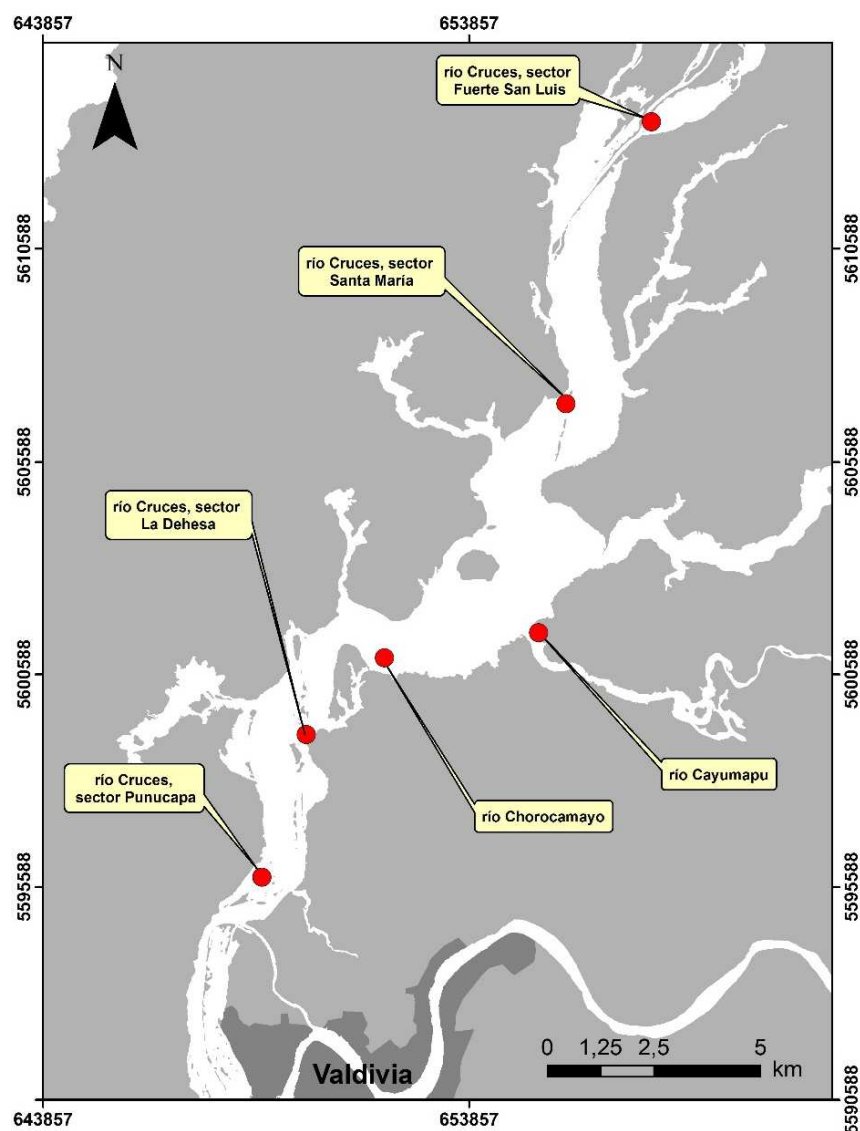 643857
653857
N
río Cruces, sector
Fuerte San Luis
5610588
5610588
río Cruces, sector
Santa María
5605588
5605588
río Cruces, sector
La Dehesa
5600588
5600588
río Cayumapu
río Cruces,
sector Punucapa
río Chorocamayo
5595588
5595588
0 1,25 2,5 5
km
Valdivia
5590588
643857
653857